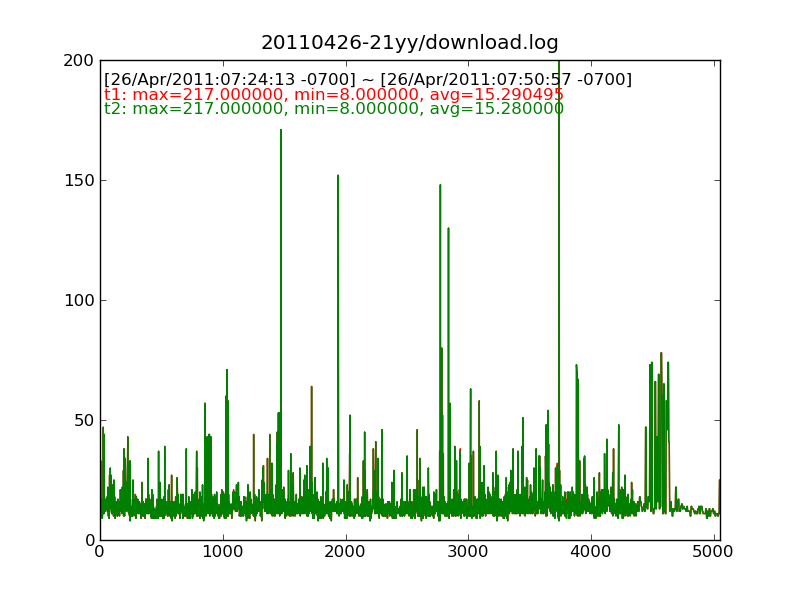 20110426-21yy/download.log
[26/Apr/2011:07:24:13 -0700] ~ [26/Apr/2011:07:50:57 -0700]
t1: max=217.000000, min=8.000000, avg=15.290495
t2: max=217.000000, min=8.000000, avg=15.280000
200
150
100
50
0
0 1000 2000 3000 4000 5000